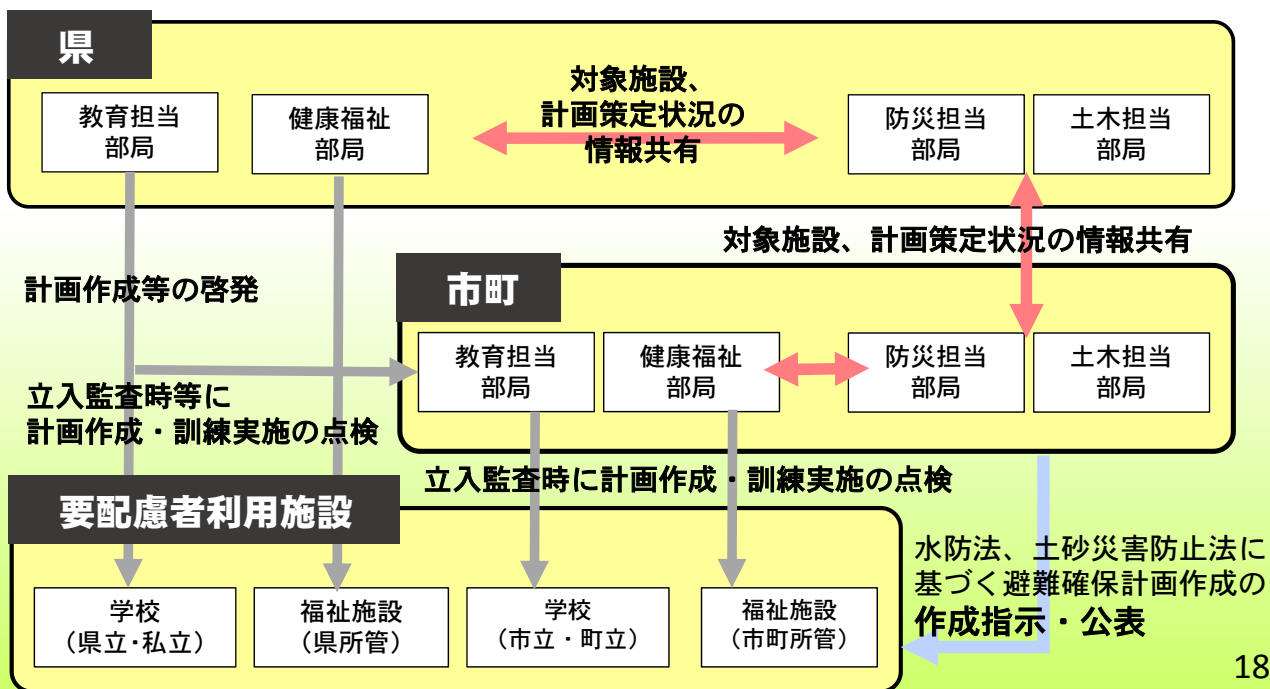 県
教育担当
部局
健康福祉
部局
対象施設、
計画策定状況の
情報共有
防災担当
部局
土木担当
部局
対象施設、計画策定状況の情報共有
計画作成等の啓発
市町
教育担当
部局
健康福祉
部局
防災担当
部局
土木担当
部局
立入監査時等に
計画作成・訓練実施の点検
立入監査時に計画作成・訓練実施の点検
要配慮者利用施設
学校
（県立・私立）
福祉施設
（県所管）
学校
（市立・町立）
福祉施設
（市町所管）
水防法、土砂災害防止法に
基づく避難確保計画作成の
作成指示・公表
18